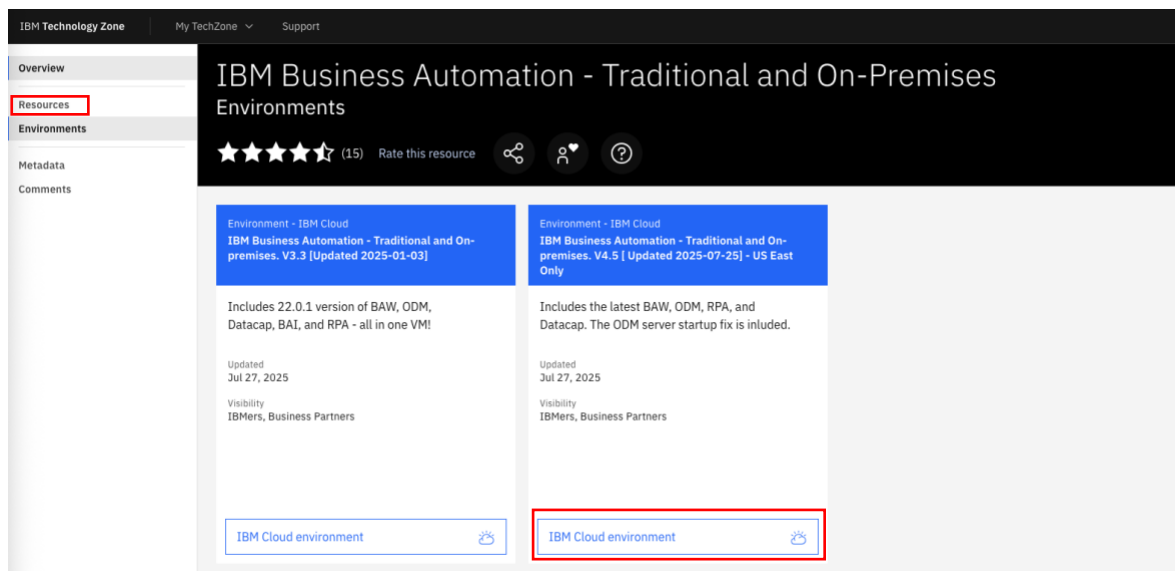 IBM Technology Zone
My TechZone
Support
Overview
Resources
Environments
Metadata
Comments
IBM Business Automation - Traditional and On-Premises
Environments
(15) Rate this resource
Environment - IBM Cloud
IBM Business Automation - Traditional and On-
premises. V3.3 [Updated 2025-01-03]
Includes 22.0.1 version of BAW, ODM,
Datacap, BAI, and RPA - all in one VM!
Updated
Jul 27, 2025
Visibility
IBMers, Business Partners
IBM Cloud environment
Environment - IBM Cloud
IBM Business Automation - Traditional and On-
premises. V4.5 [ Updated 2025-07-25] - US East
Only
Includes the latest BAW, ODM, RPA, and
Datacap. The ODM server startup fix is inluded.
Updated
Jul 27, 2025
Visibility
IBMers, Business Partners
IBM Cloud environment